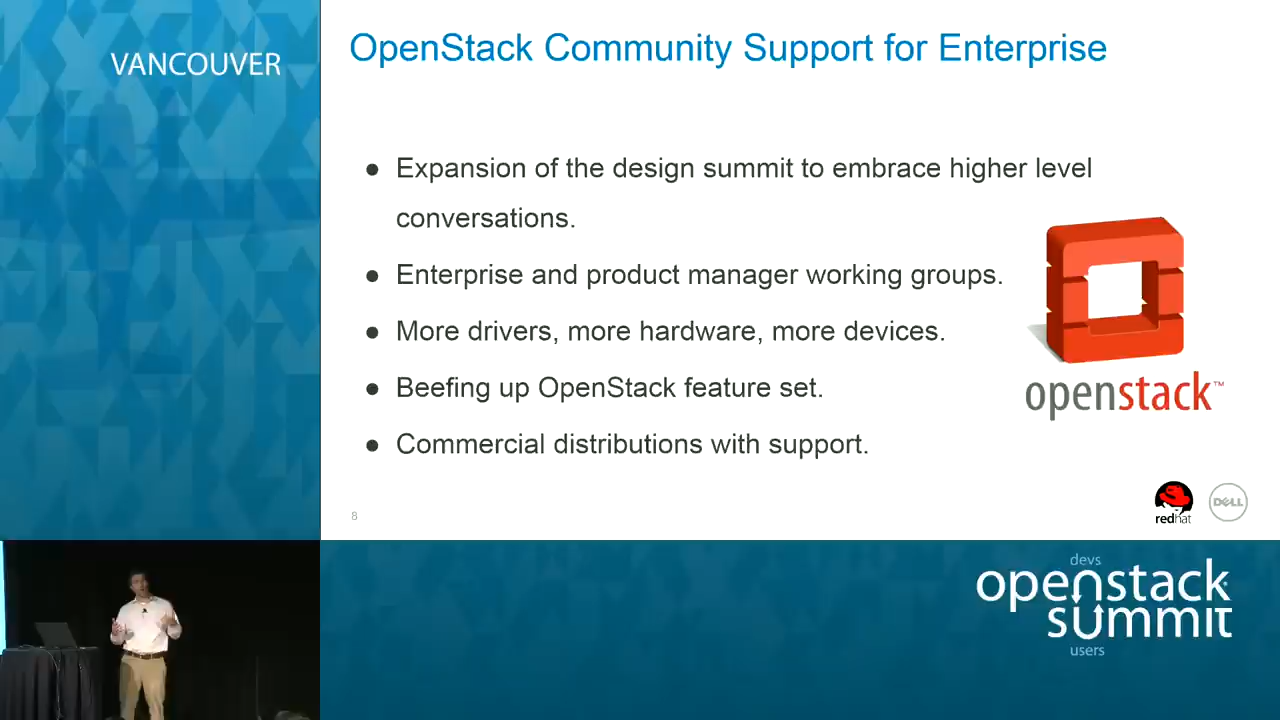 VANCOUVER
OpenStack Community Support for Enterprise
● Expansion of the design summit to embrace higher level
conversations.
● Enterprise and product manager working groups.
● More drivers, more hardware, more devices.
● Beefing up OpenStack feature set.
● Commercial distributions with support.
openstack™
redhat
DELL
8
devs
openstack
summit
users